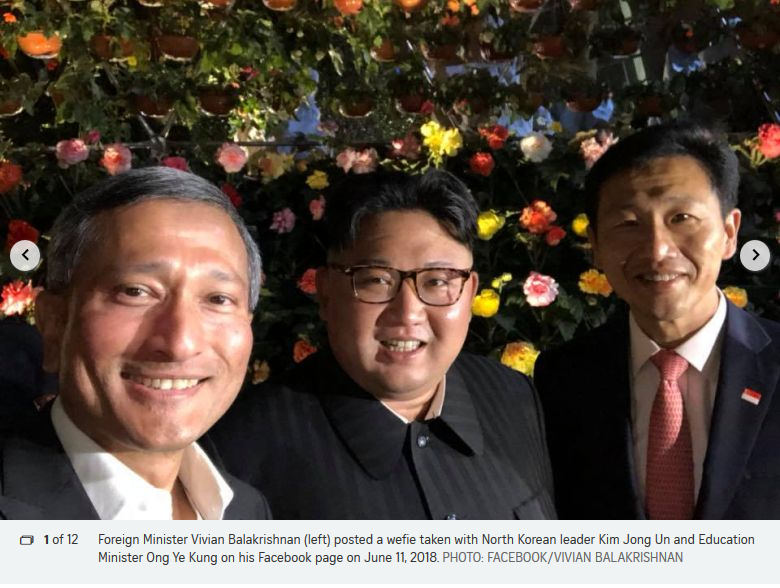 1 of 12
Foreign Minister Vivian Balakrishnan (left) posted a wefie taken with North Korean leader Kim Jong Un and Education
Minister Ong Ye Kung on his Facebook page on June 11, 2018. PHOTO: FACEBOOK/VIVIAN BALAKRISHNAN